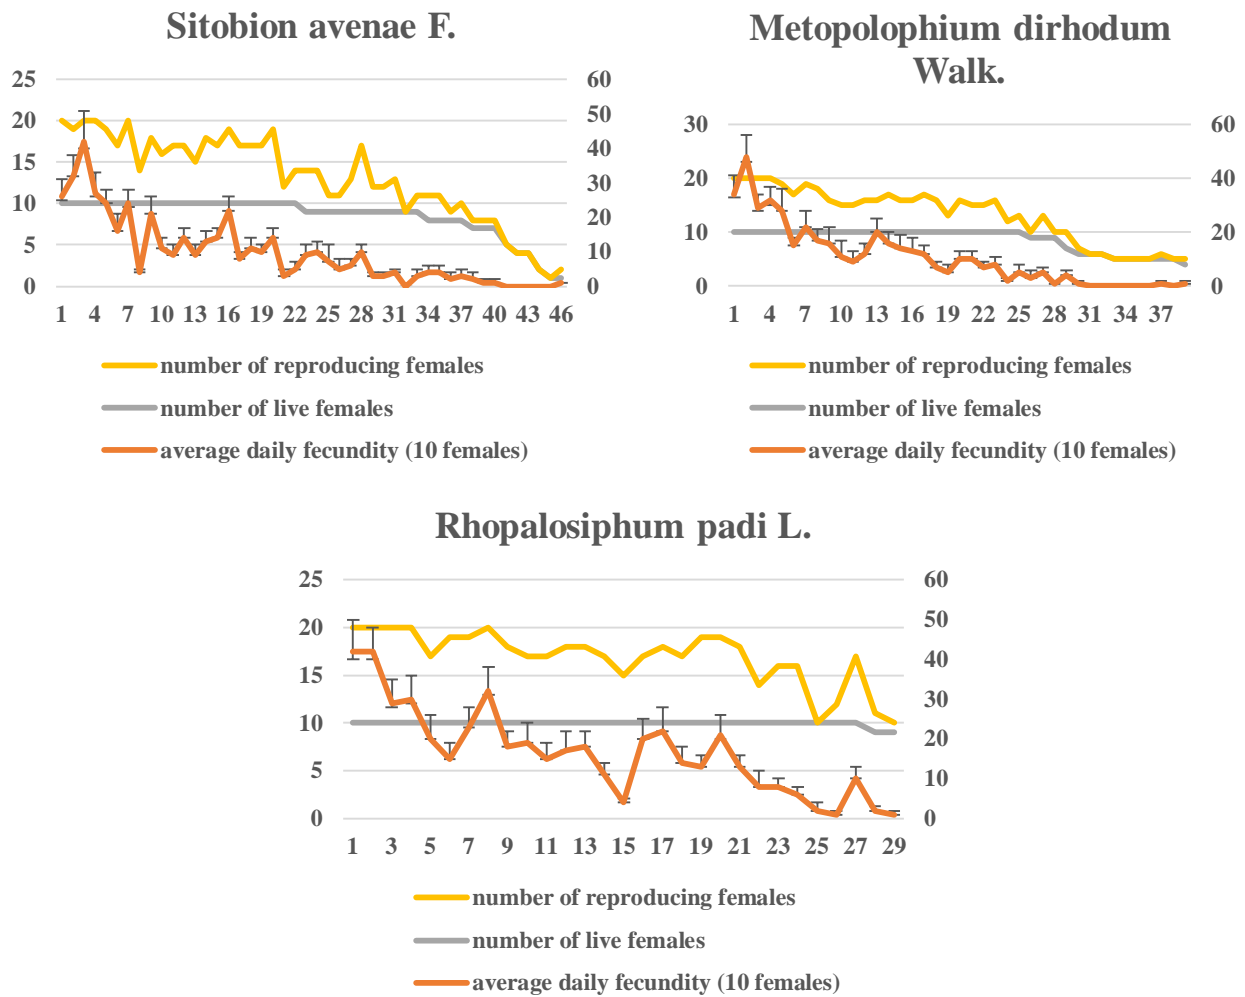 Sitobion avenae F.
25
20
15
10
5
0
60
50
40
30
20
10
0
1 4 7 10 13 16 19 22 25 28 31 34 37 40 43 46
number of reproducing females
number of live females
average daily fecundity (10 females)
Metopolophium dirhodum
Walk.
30
20
10
0
60
40
20
0
1 4 7 10 13 16 19 22 25 28 31 34 37
number of reproducing females
number of live females
average daily fecundity (10 females)
Rhopalosiphum padi L.
25
20
15
10
5
0
60
50
40
30
20
10
0
1 3 5 7 9 11 13 15 17 19 21 23 25 27 29
number of reproducing females
number of live females
average daily fecundity (10 females)